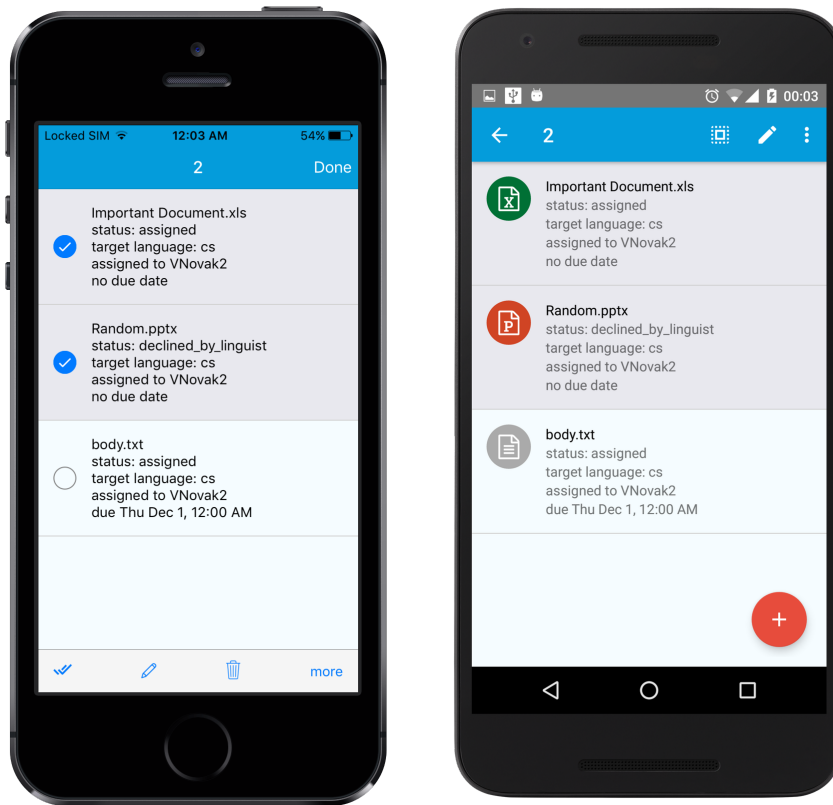 Locked SIM 12:03 AM 54%
2 Done
Important Document.xls
status: assigned
target language: cs
assigned to VNovak2
no due date
Random.pptx
status: declined_by_linguist
target language: cs
assigned to VNovak2
no due date
body.txt
status: assigned
target language: cs
assigned to VNovak2
due Thu Dec 1, 12:00 AM
more
00:03
2
Important Document.xls
status: assigned
target language: cs
assigned to VNovak2
no due date
Random.pptx
status: declined_by_linguist
target language: cs
assigned to VNovak2
no due date
body.txt
status: assigned
target language: cs
assigned to VNovak2
due Thu Dec 1, 12:00 AM